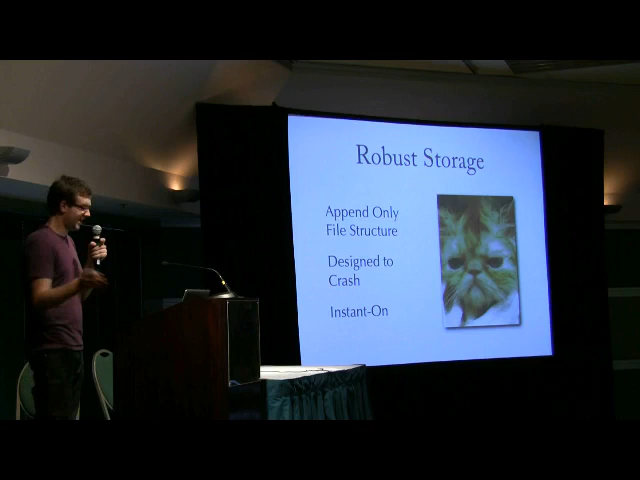 Robust Storage
Append Only
File Structure
Designed to
Crash
Instant-On